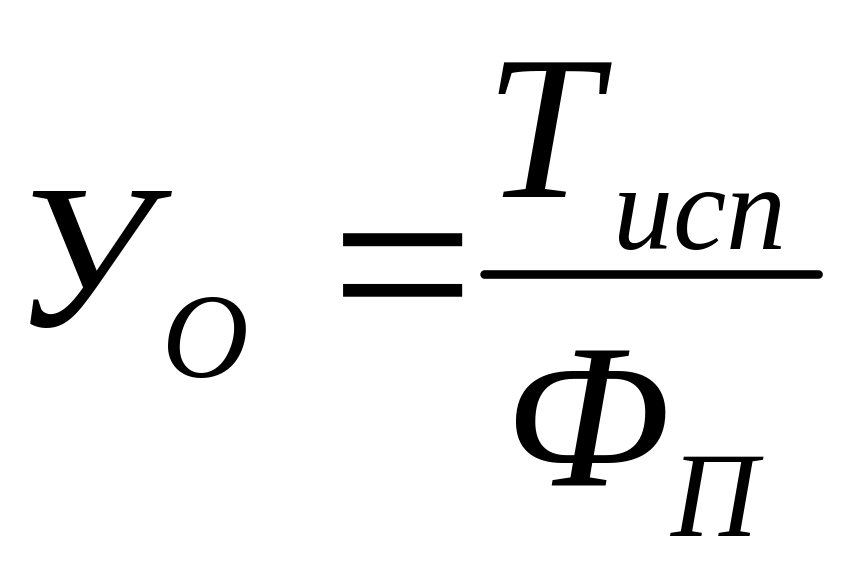 У_О = Т_исп / Ф_П